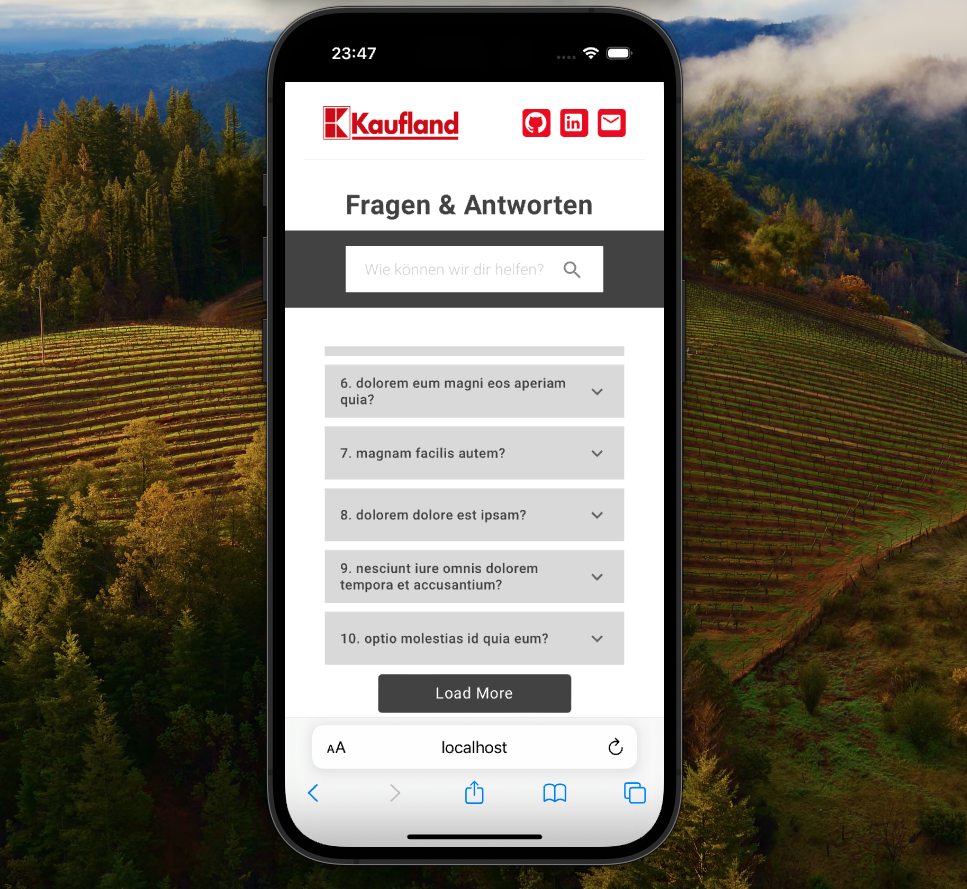 23:47
Kaufland
in
Fragen & Antworten
Wie können wir dir helfen?
6. dolorem eum magni eos aperiam
quia?
7. magnam facilis autem?
8. dolorem dolore est ipsam?
9. nesciunt iure omnis dolorem
tempora et accusantium?
10. optio molestias id quia eum?
Load More
AA localhost